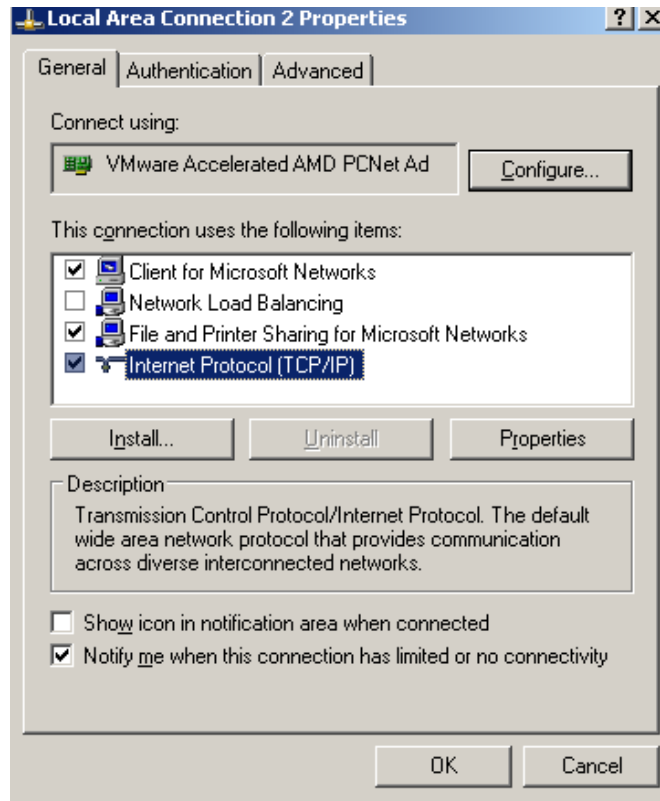 Local Area Connection 2 Properties
General Authentication Advanced
Connect using:
VMware Accelerated AMD PCNet Ad
Configure...
This connection uses the following items:
Client for Microsoft Networks
Network Load Balancing
File and Printer Sharing for Microsoft Networks
Internet Protocol (TCP/IP)
Install... Uninstall Properties
Description
Transmission Control Protocol/Internet Protocol. The default
wide area network protocol that provides communication
across diverse interconnected networks.
Show icon in notification area when connected
Notify me when this connection has limited or no connectivity
OK Cancel